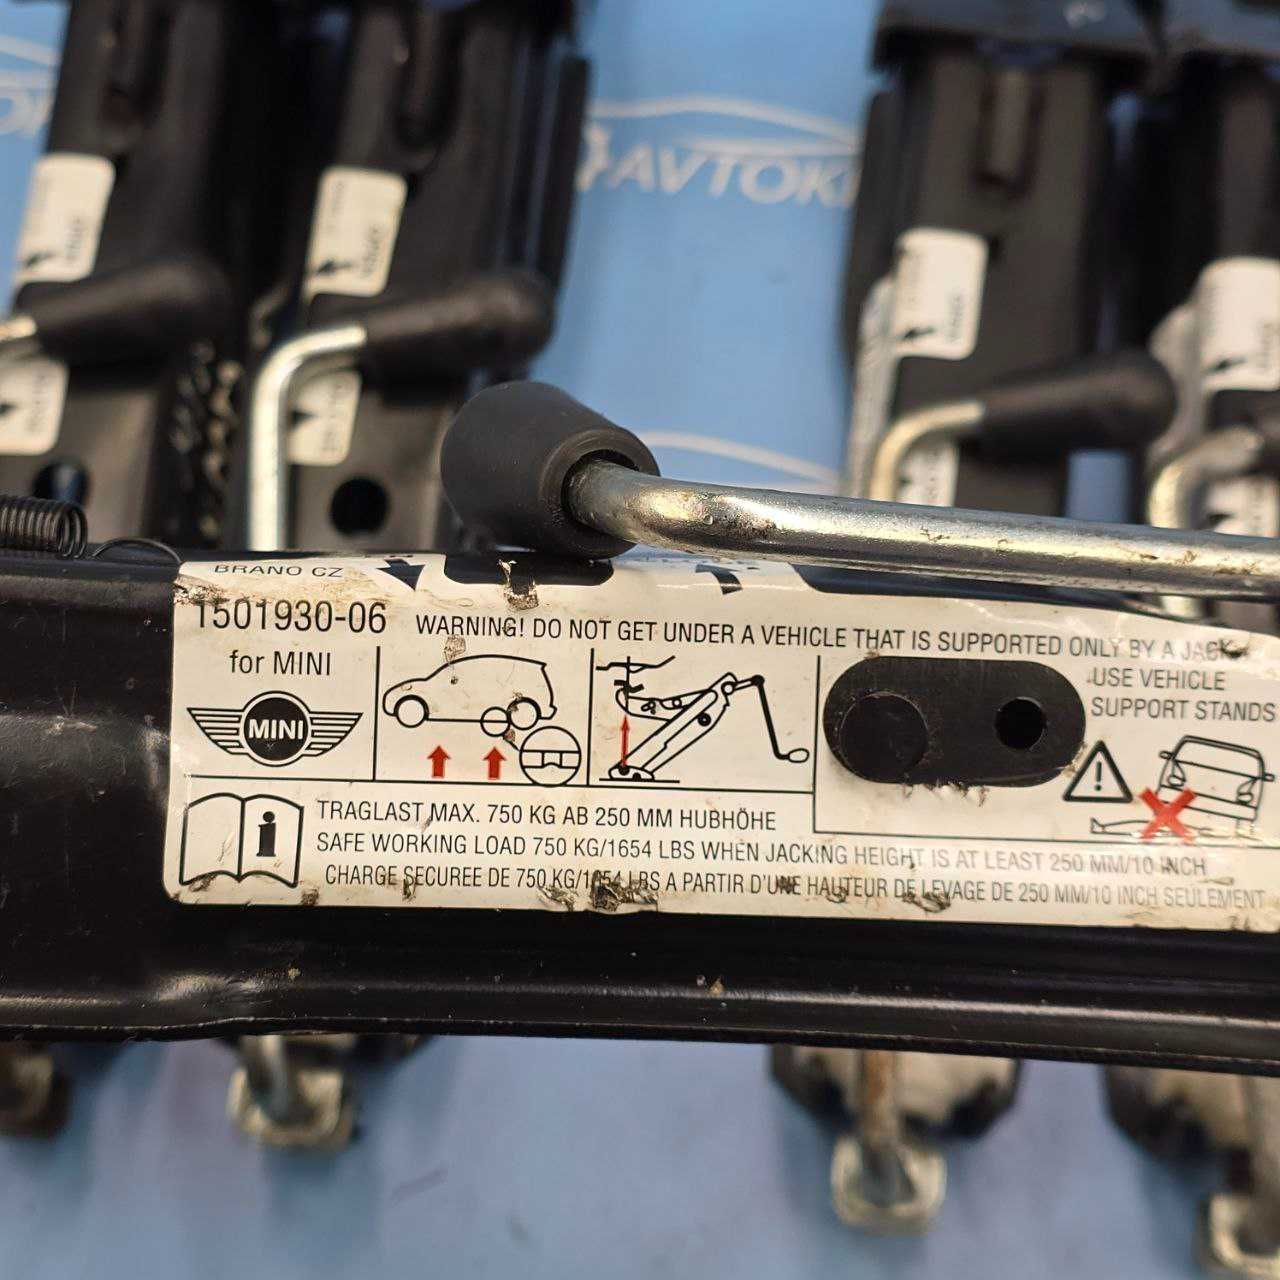 AVTOK
BRANO CZ
1501930-06
WARNING! DO NOT GET UNDER A VEHICLE THAT IS SUPPORTED ONLY BY A JACK
for MINI
USE VEHICLE
SUPPORT STANDS
MINI
TRAGLAST MAX. 750 KG AB 250 MM HUBHÖHE
SAFE WORKING LOAD 750 KG/1654 LBS WHEN JACKING HEIGHT IS AT LEAST 250 MM/10 INCH
CHARGE SECUREE DE 750 KG/1654 LBS A PARTIR D'UNE HAUTEUR DE LEVAGE DE 250 MM/10 INCH SEULEMENT